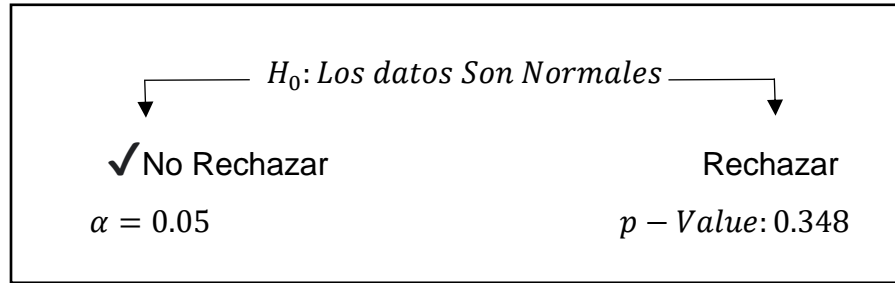 H₀: Los datos Son Normales
✓No Rechazar Rechazar
α = 0.05 p − Value: 0.348